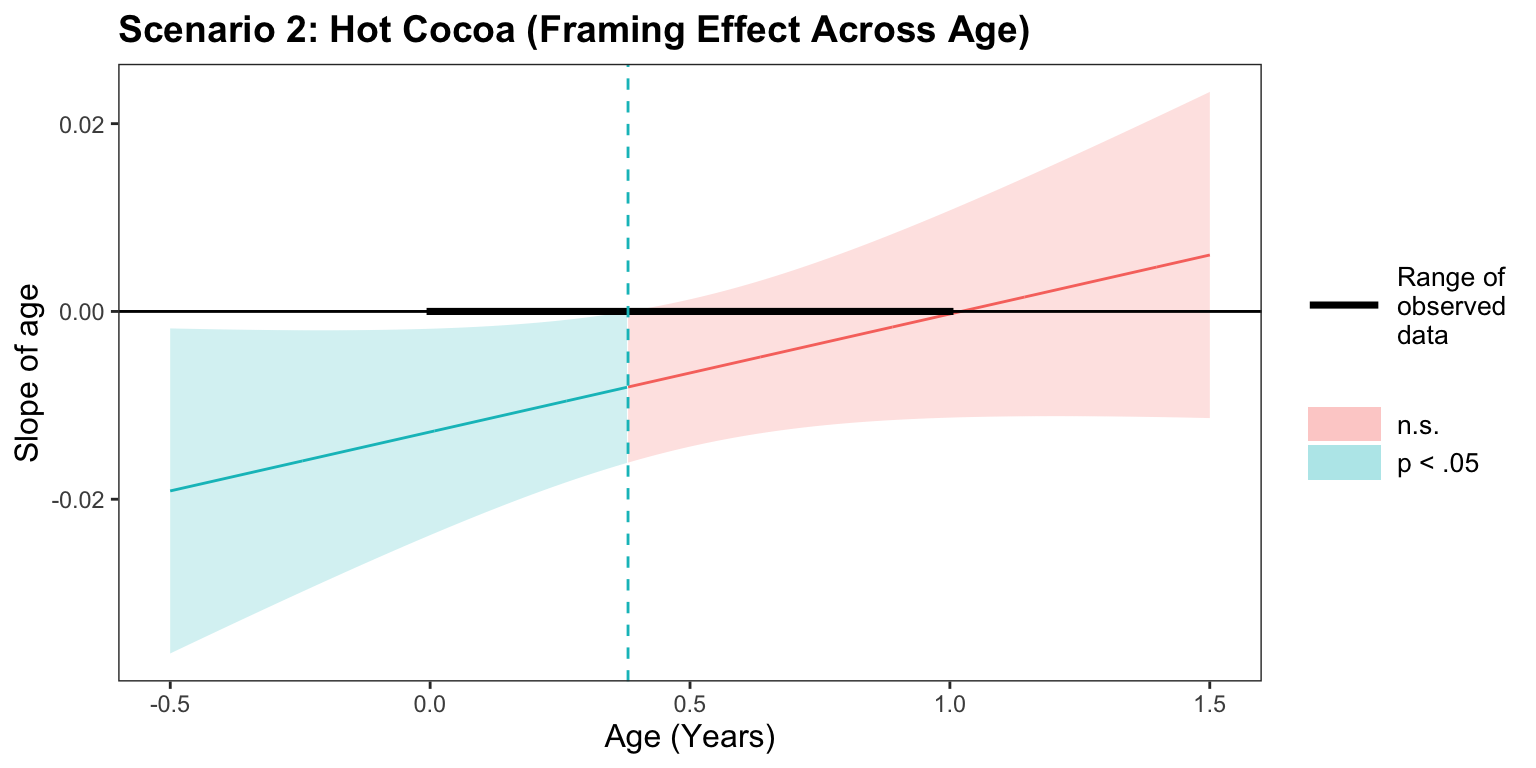 Scenario 2: Hot Cocoa (Framing Effect Across Age)
Slope of age
0.02
0.00
-0.02
-0.5
0.0
0.5
1.0
1.5
Age (Years)
Range of
observed
data
n.s.
p < .05